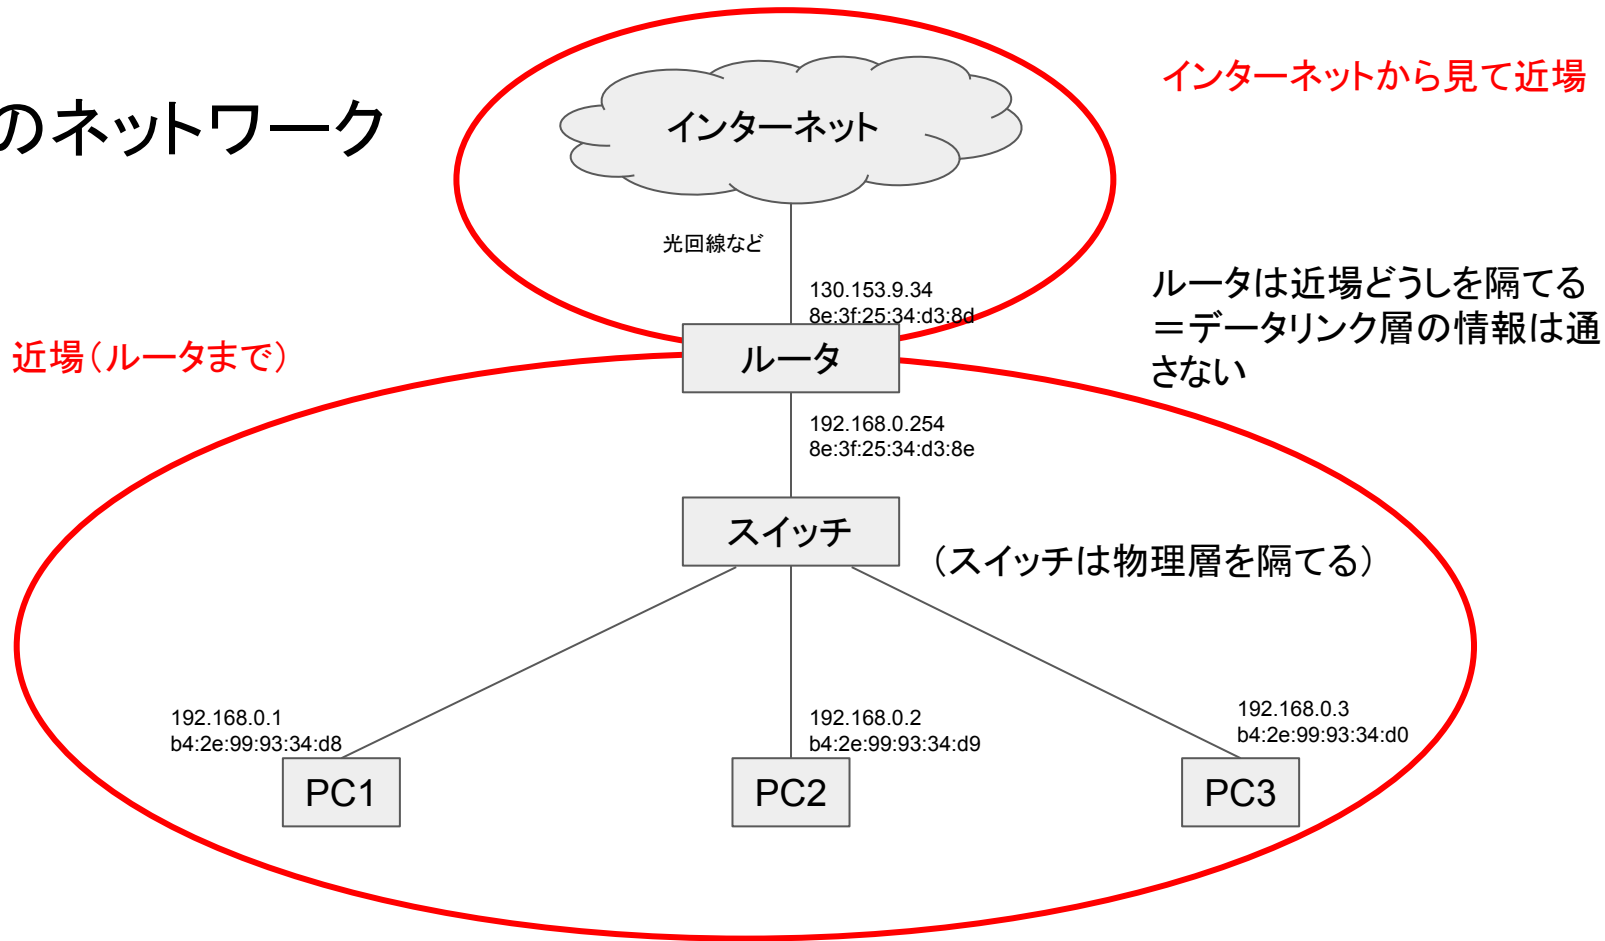 のネットワーク
インターネットから見て近場
インターネット
光回線など
130.153.9.34
8e:3f:25:34:d3:8d
ルータは近場どうしを隔てる
＝データリンク層の情報は通
さない
近場（ルータまで）
ルータ
192.168.0.254
8e:3f:25:34:d3:8e
スイッチ
（スイッチは物理層を隔てる）
192.168.0.1
b4:2e:99:93:34:d8
PC1
192.168.0.2
b4:2e:99:93:34:d9
PC2
192.168.0.3
b4:2e:99:93:34:d0
PC3